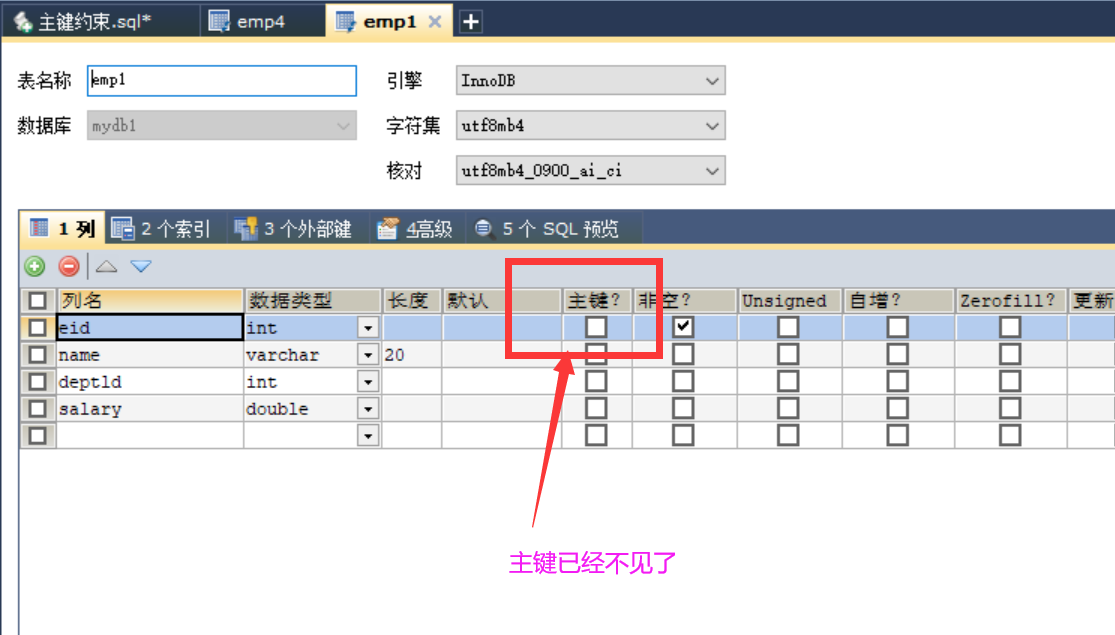 主键约束.sql* emp4 emp1
表名称 emp1 引擎 InnoDB
数据库 mydb1 字符集 utf8mb4
核对 utf8mb4_0900_ai_ci
1 列 2 个索引 3 个外部键 4高级 5 个 SQL 预览
列名 数据类型 长度 默认 主键? 非空? Unsigned 自增? Zerofill? 更新
eid int
name varchar 20
deptld int
salary double
主键已经不见了